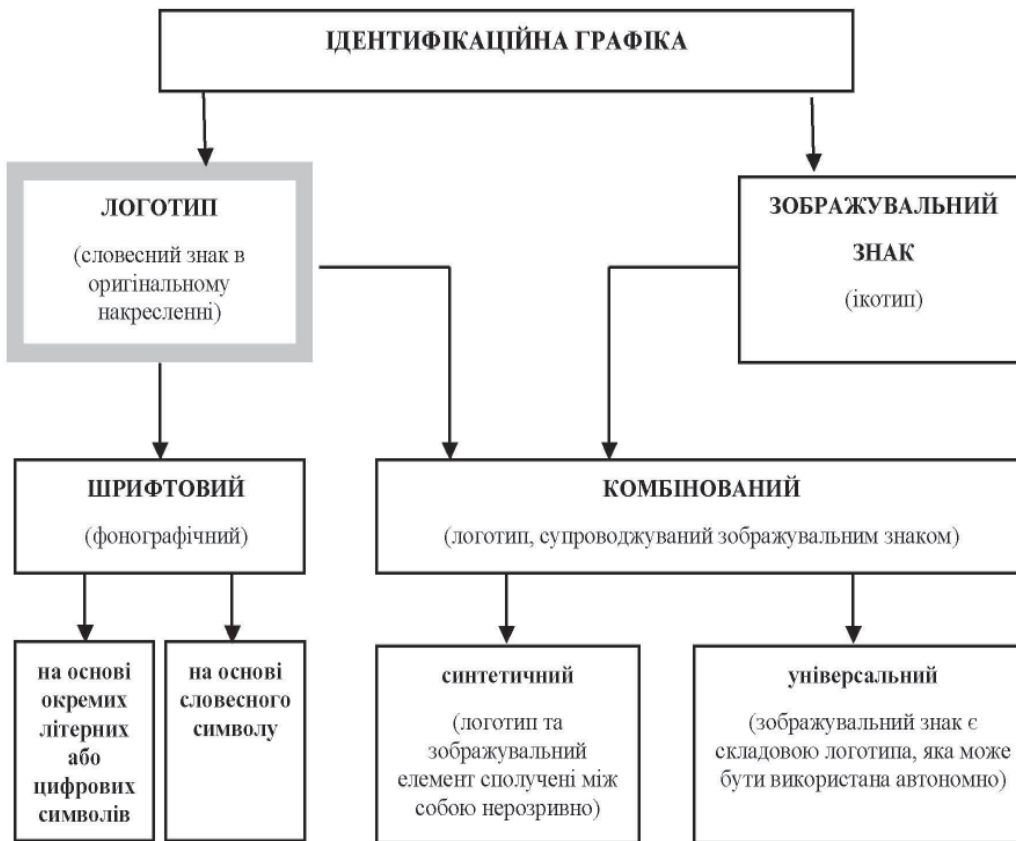 ІДЕНТИФІКАЦІЙНА ГРАФІКА
ЛОГОТИП
(словесний знак в
оригінальному
накресленні)
ЗОБРАЖУВАЛЬНИЙ
ЗНАК
(ікотип)
ШРИФТОВИЙ
(фонографічний)
КОМБІНОВАНИЙ
(логотип, супроводжуваний зображувальним знаком)
на основі
окремих
літерних
або
цифрових
символів
на основі
словесного
символу
синтетичний
(логотип та
зображувальний
елемент сполучені між
собою нерозривно)
універсальний
(зображувальний знак є
складовою логотипа, яка може
бути використана автономно)